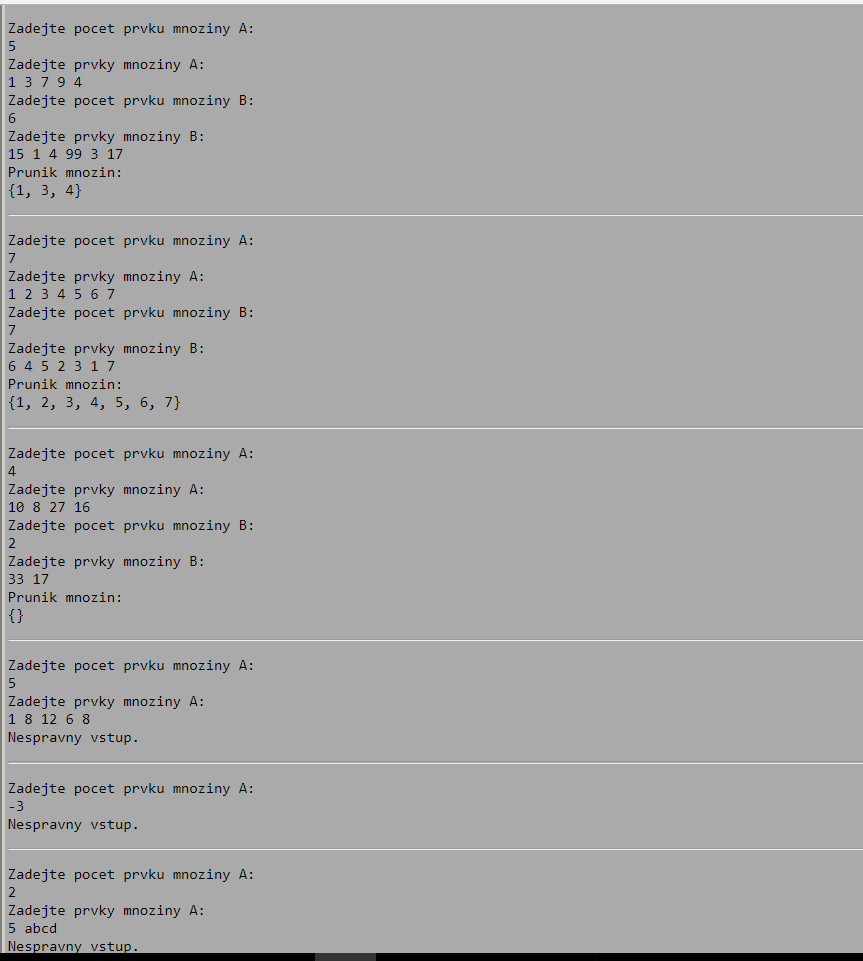 Zadejte pocet prvku mnoziny A:
5
Zadejte prvky mnoziny A:
1 3 7 9 4
Zadejte pocet prvku mnoziny B:
6
Zadejte prvky mnoziny B:
15 1 4 99 3 17
Prunik mnozin:
{1, 3, 4}
Zadejte pocet prvku mnoziny A:
7
Zadejte prvky mnoziny A:
1 2 3 4 5 6 7
Zadejte pocet prvku mnoziny B:
7
Zadejte prvky mnoziny B:
6 4 5 2 3 1 7
Prunik mnozin:
{1, 2, 3, 4, 5, 6, 7}
Zadejte pocet prvku mnoziny A:
4
Zadejte prvky mnoziny A:
10 8 27 16
Zadejte pocet prvku mnoziny B:
2
Zadejte prvky mnoziny B:
33 17
Prunik mnozin:
{}
Zadejte pocet prvku mnoziny A:
5
Zadejte prvky mnoziny A:
1 8 12 6 8
Nespravny vstup.
Zadejte pocet prvku mnoziny A:
-3
Nespravny vstup.
Zadejte pocet prvku mnoziny A:
2
Zadejte prvky mnoziny A:
5 abcd
Nespravny vstup.